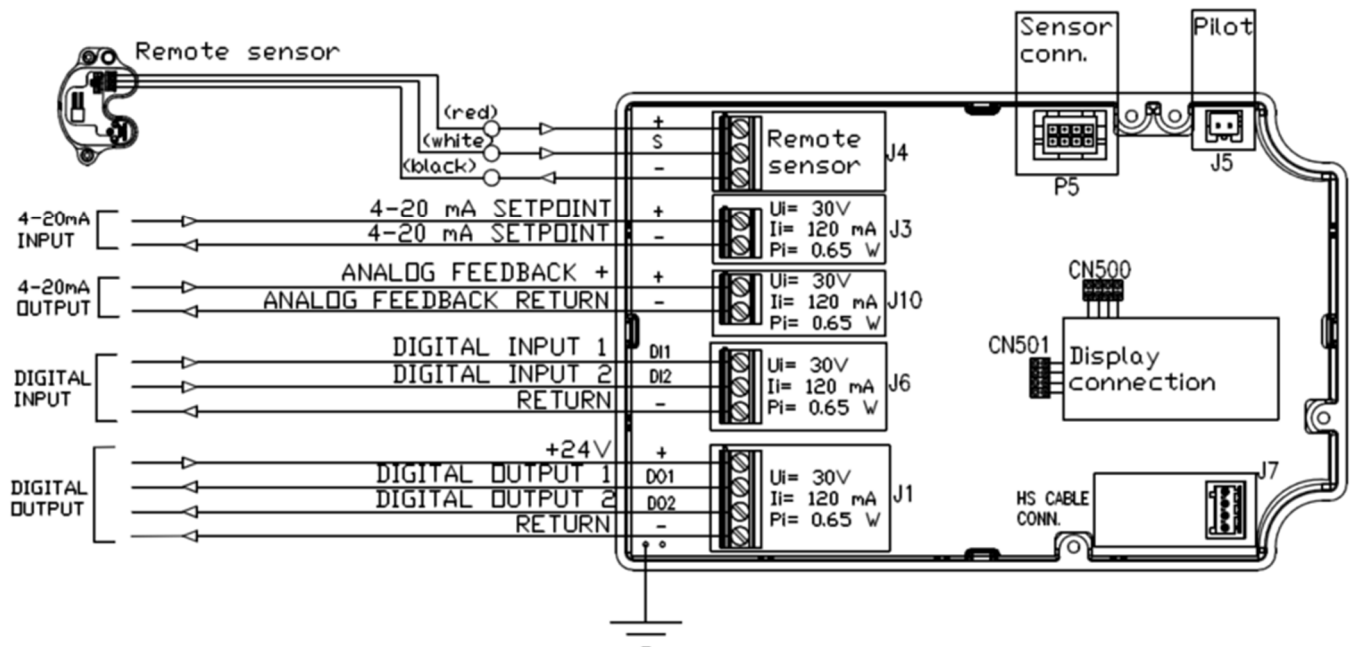 Remote sensor
(red)
(white)
(black)
+
S
-
Remote
sensor
J4
Sensor
conn.
P5
Pilot
J5
4-20mA
INPUT
4-20 mA SETPOINT
4-20 mA SETPOINT
+
-
Ui= 30V
Ii= 120 mA
Pi= 0.65 W
J3
4-20mA
OUTPUT
ANALOG FEEDBACK +
ANALOG FEEDBACK RETURN
+
-
Ui= 30V
Ii= 120 mA
Pi= 0.65 W
J10
DIGITAL
INPUT
DIGITAL INPUT 1
DIGITAL INPUT 2
RETURN
DI1
DI2
-
Ui= 30V
Ii= 120 mA
Pi= 0.65 W
J6
CN500
CN501
Display
connection
DIGITAL
OUTPUT
+24V
DIGITAL OUTPUT 1
DIGITAL OUTPUT 2
RETURN
+
DO1
DO2
-
Ui= 30V
Ii= 120 mA
Pi= 0.65 W
J1
HS CABLE
CONN.
J7